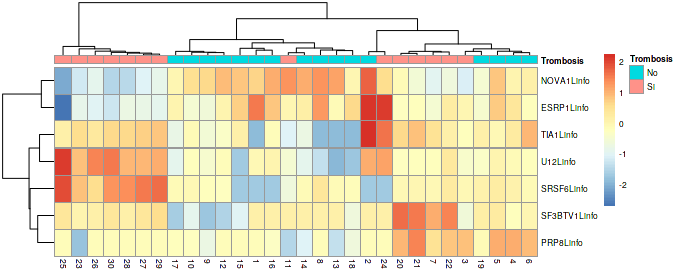 Trombosis
NOVA1Linfo
ESRP1Linfo
TIA1Linfo
U12Linfo
SRSF6Linfo
SF3BTV1Linfo
PRP8Linfo
25 23 26 30 28 27 29 17 10 9 12 15 1 16 11 14 8 13 18 2 24 20 21 7 22 3 19 5 4 6
2
1
0
-1
-2
Trombosis
No
Si